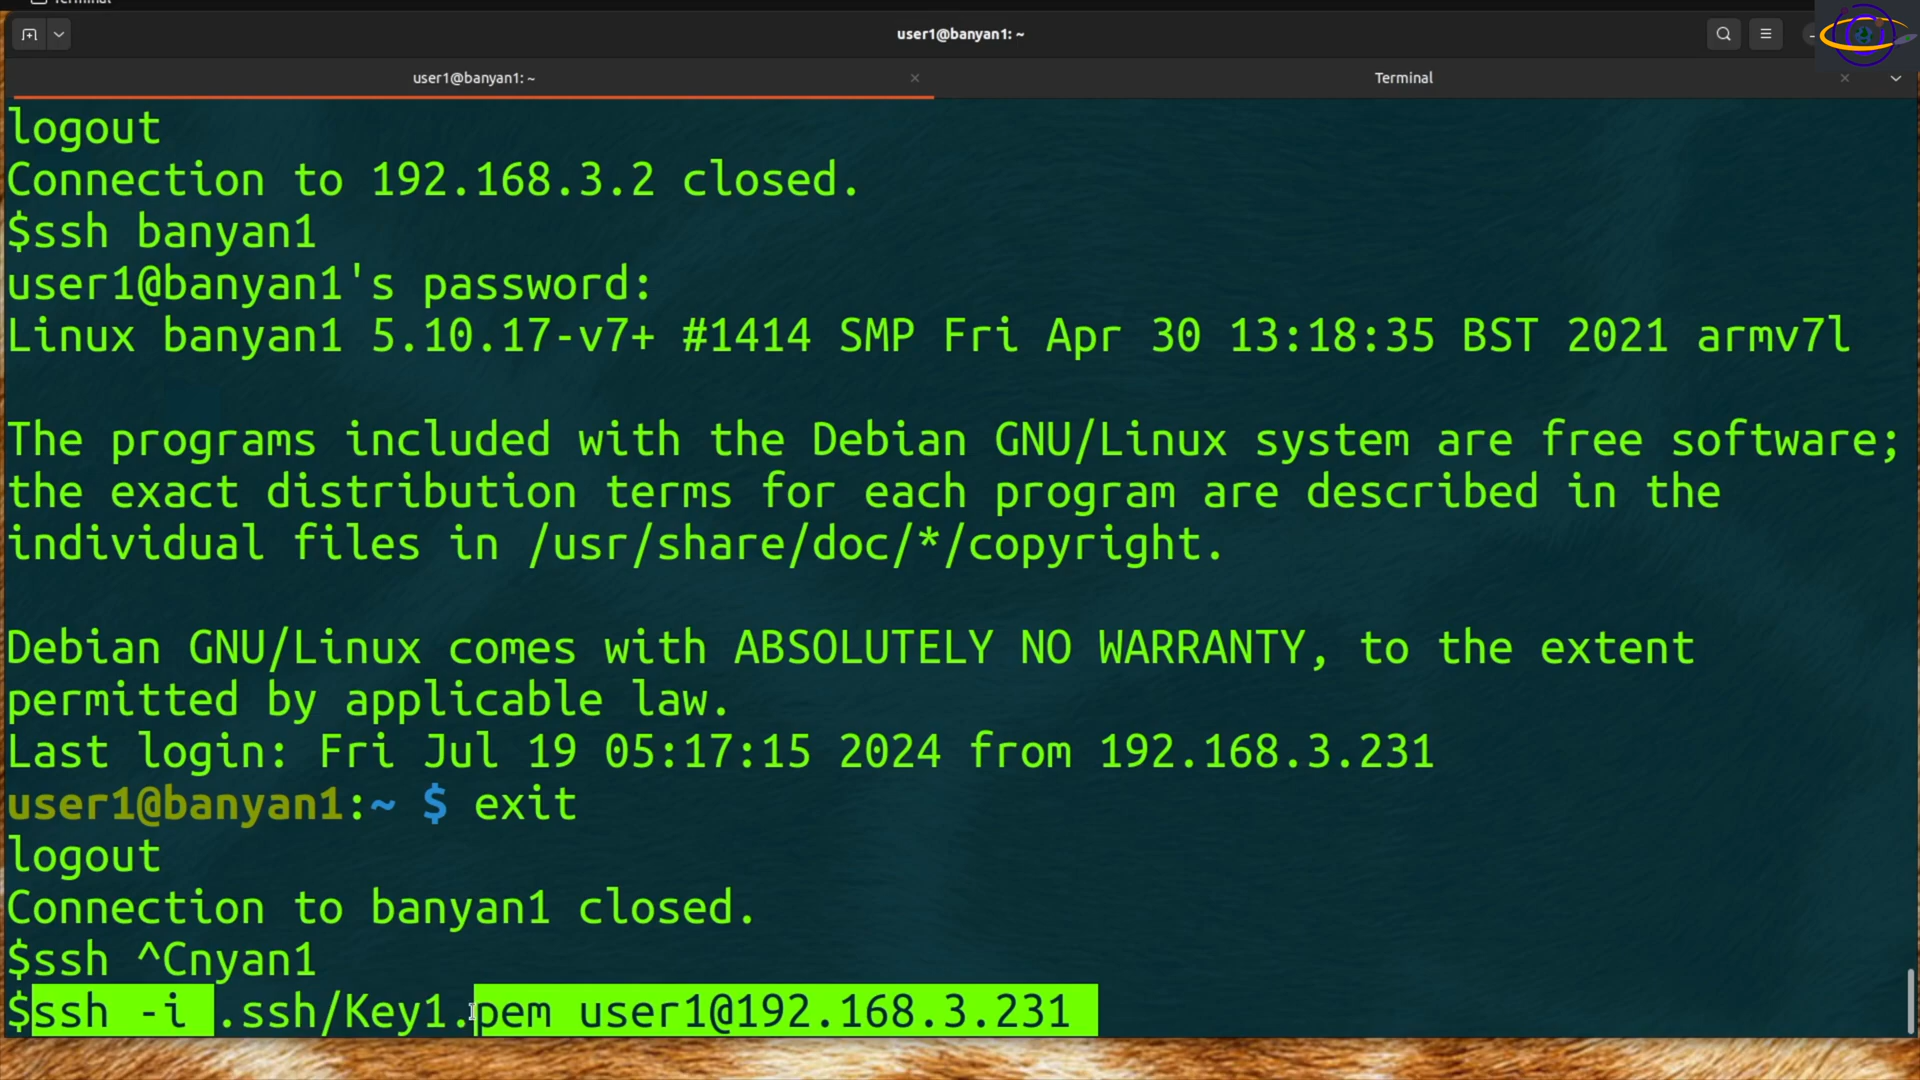 Terminal
user1@banyan1: ~
user1@banyan1: ~
Terminal
logout
Connection to 192.168.3.2 closed.
$ssh banyan1
user1@banyan1's password:
Linux banyan1 5.10.17-v7+ #1414 SMP Fri Apr 30 13:18:35 BST 2021 armv7l
The programs included with the Debian GNU/Linux system are free software;
the exact distribution terms for each program are described in the
individual files in /usr/share/doc/*/copyright.
Debian GNU/Linux comes with ABSOLUTELY NO WARRANTY, to the extent
permitted by applicable law.
Last login: Fri Jul 19 05:17:15 2024 from 192.168.3.231
user1@banyan1:~ $ exit
logout
Connection to banyan1 closed.
$ssh ^Cnyan1
$ssh -i .ssh/Key1.pem user1@192.168.3.231